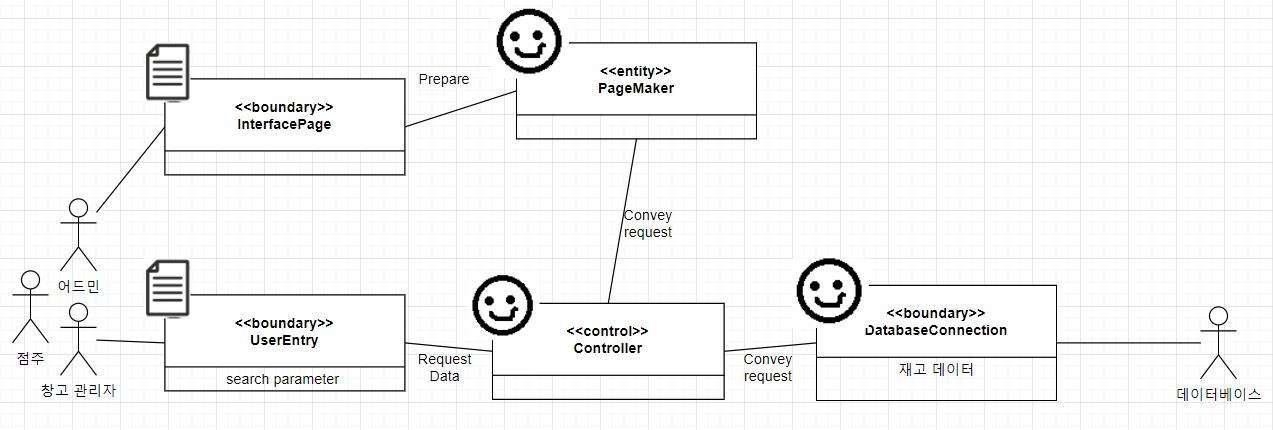 <<entity>>
PageMaker
Prepare
<<boundary>>
InterfacePage
Convey
request
어드민
점주
창고 관리자
<<boundary>>
UserEntry
search parameter
Request
Data
<<control>>
Controller
Convey
request
<<boundary>>
DatabaseConnection
재고 데이터
데이터베이스